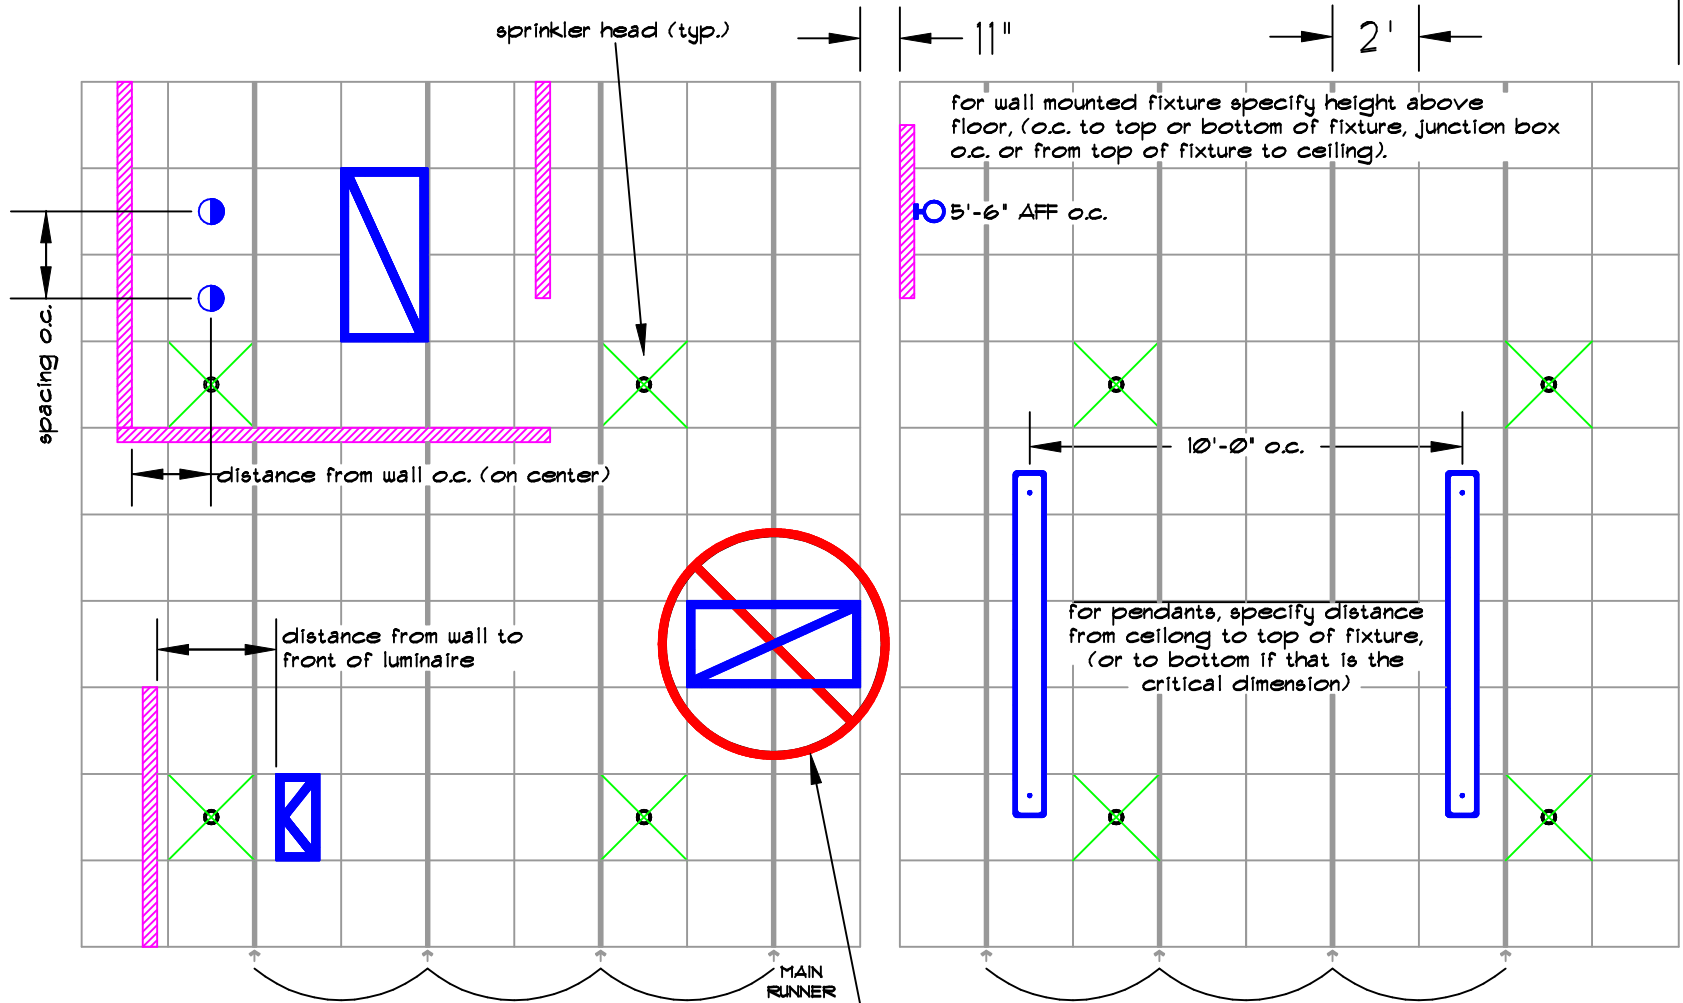 sprinkler head (typ.)
11"
2'
for wall mounted fixture specify height above
floor, (o.c. to top or bottom of fixture, junction box
o.c. or from top of fixture to ceiling).
5'-6" AFF o.c.
spacing o.c.
10'-0" o.c.
distance from wall o.c. (on center)
for pendants, specify distance
from ceilong to top of fixture,
(or to bottom if that is the
critical dimension)
distance from wall to
front of luminaire
MAIN
RUNNER